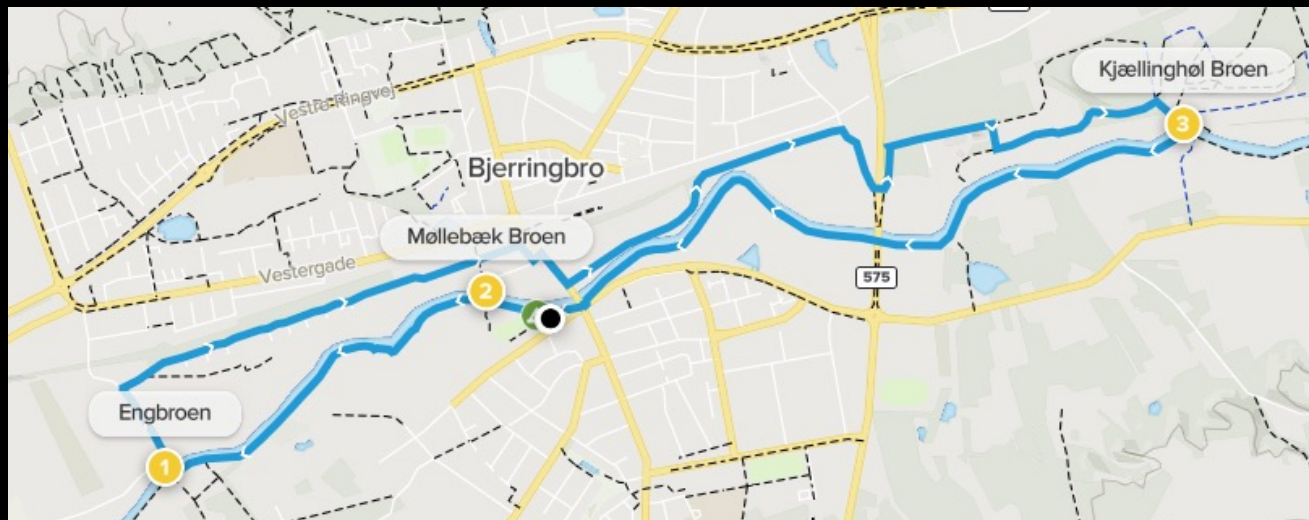 Vestre Ringvej
Kjællinghøl Broen
3
Bjerringbro
Møllebæk Broen
Vestergade
575
2
Engbroen
1